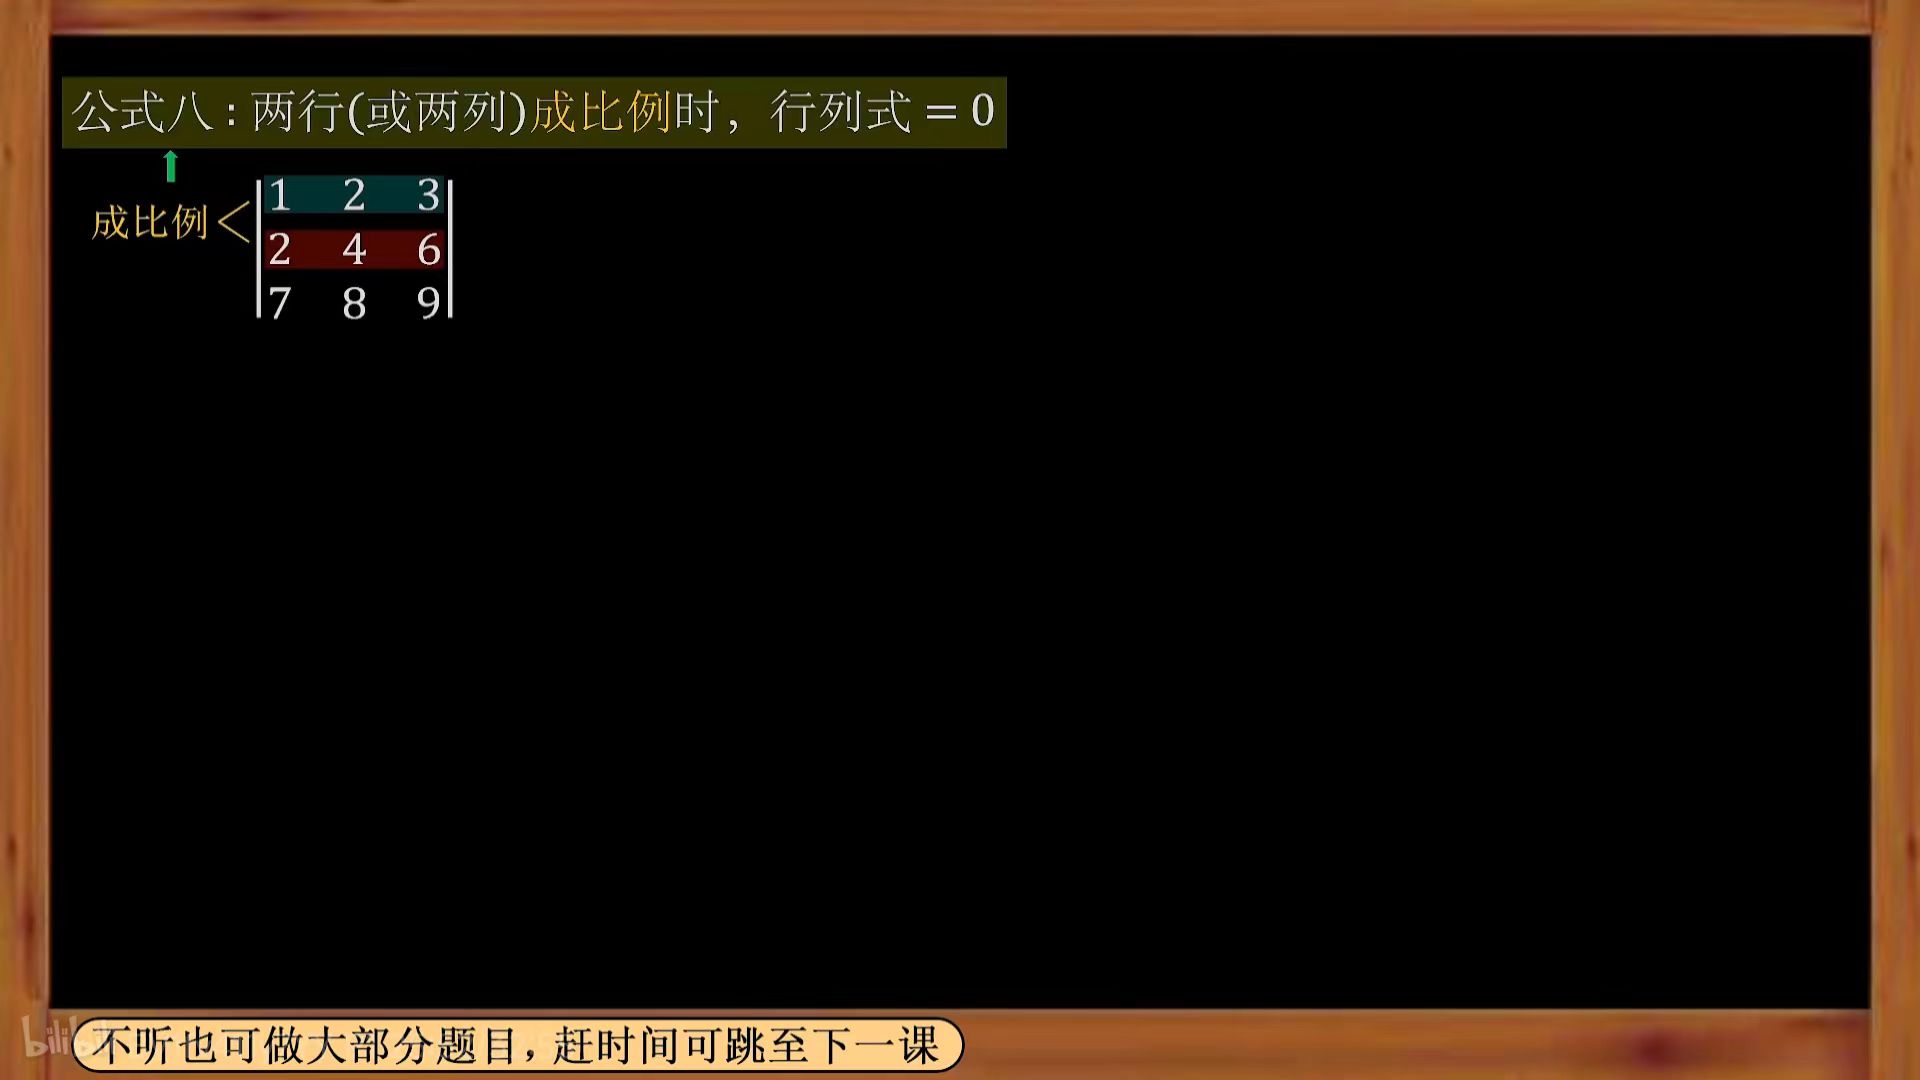 公式八：两行(或两列)成比例时，行列式 = 0
成比例
1 2 3
2 4 6
7 8 9
不听也可做大部分题目，赶时间可跳至下一课